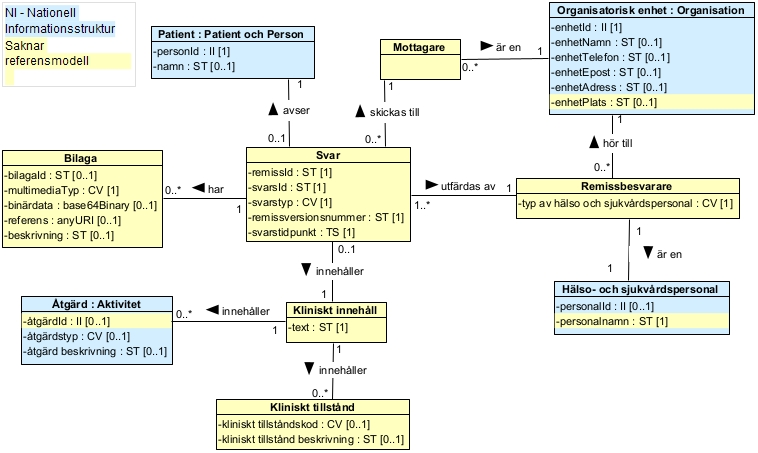 NI - Nationell
Informationsstruktur
Saknar
referensmodell
Patient : Patient och Person
-personId : II [1]
-namn : ST [0..1]
Mottagare
är en
1
0..*
Organisatorisk enhet : Organisation
-enhetId : II [1]
-enhetNamn : ST [0..1]
-enhetTelefon : ST [0..1]
-enhetEpost : ST [0..1]
-enhetAdress : ST [0..1]
-enhetPlats : ST [0..1]
1
avser
0..1
1
skickas till
0..*
1
hör till
0..*
Bilaga
-bilagaId : ST [0..1]
-multimediaTyp : CV [1]
-binärdata : base64Binary [0..1]
-referens : anyURI [0..1]
-beskrivning : ST [0..1]
0..*
har
1
Svar
-remissId : ST [1]
-svarsId : ST [1]
-svarstyp : CV [1]
-remissversionsnummer : ST [1]
-svarstidpunkt : TS [1]
utfärdas av
1
1..*
Remissbesvarare
-typ av hälso och sjukvårdspersonal : CV [1]
1
är en
1
0..1
innehåller
1
Hälso- och sjukvårdspersonal
-personalId : II [0..1]
-personalnamn : ST [1]
Åtgärd : Aktivitet
-åtgärdId : II [0..1]
-åtgärdstyp : CV [0..1]
-åtgärd beskrivning : ST [0..1]
0..*
innehåller
1
Kliniskt innehåll
-text : ST [1]
1
innehåller
0..*
Kliniskt tillstånd
-kliniskt tillståndskod : CV [0..1]
-kliniskt tillstånd beskrivning : ST [0..1]